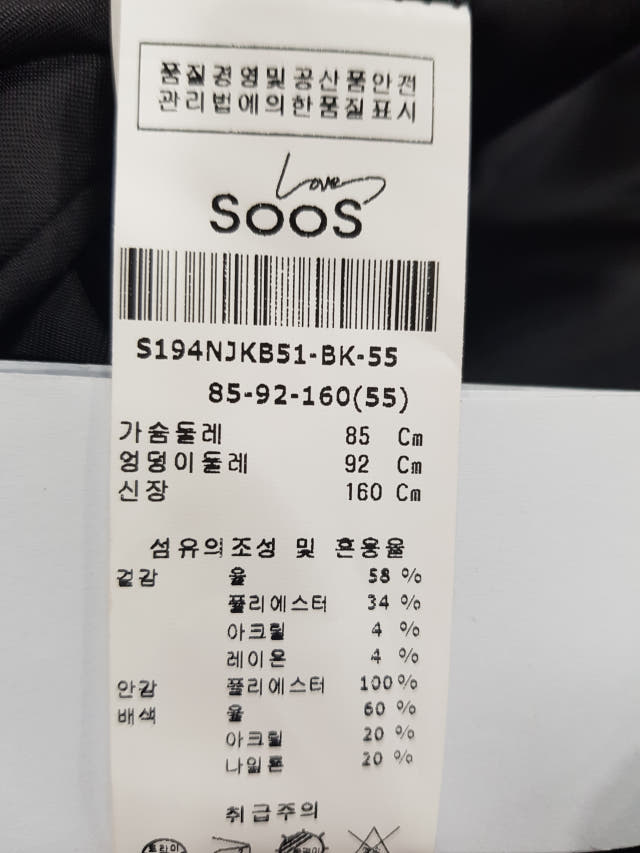 품질경영및공산품안전
관리법에의한품질표시
Love
SOOS
S194NJKB51-BK-55
85-92-160(55)
가슴둘레 85 Cm
엉덩이둘레 92 Cm
신장 160 Cm
섬유의조성 및 혼용율
겉감 울 58 %
폴리에스터 34 %
아크릴 4 %
레이온 4 %
안감 폴리에스터 100%
배색 울 60 %
아크릴 20 %
나일론 20 %
취급주의
드라이